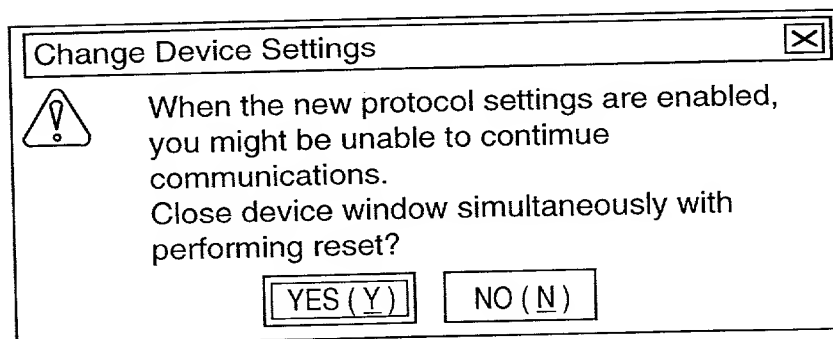 Change Device Settings
When the new protocol settings are enabled,
you might be unable to contimue
communications.
Close device window simultaneously with
performing reset?
YES ( Y ) NO ( N )